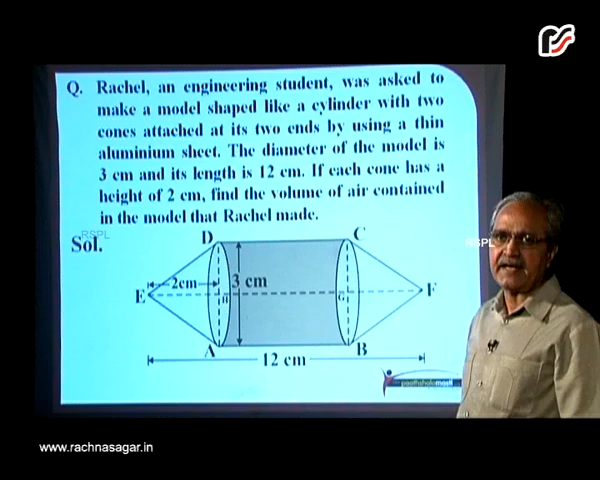 Q. Rachel, an engineering student, was asked to
make a model shaped like a cylinder with two
cones attached at its two ends by using a thin
aluminium sheet. The diameter of the model is
3 cm and its length is 12 cm. If each cone has a
height of 2 cm, find the volume of air contained
in the model that Rachel made.
RSPL
Sol.
RSPL
D
C
2cm
3 cm
E
G
F
A
B
12 cm
paathshalamasti
www.rachnasagar.in